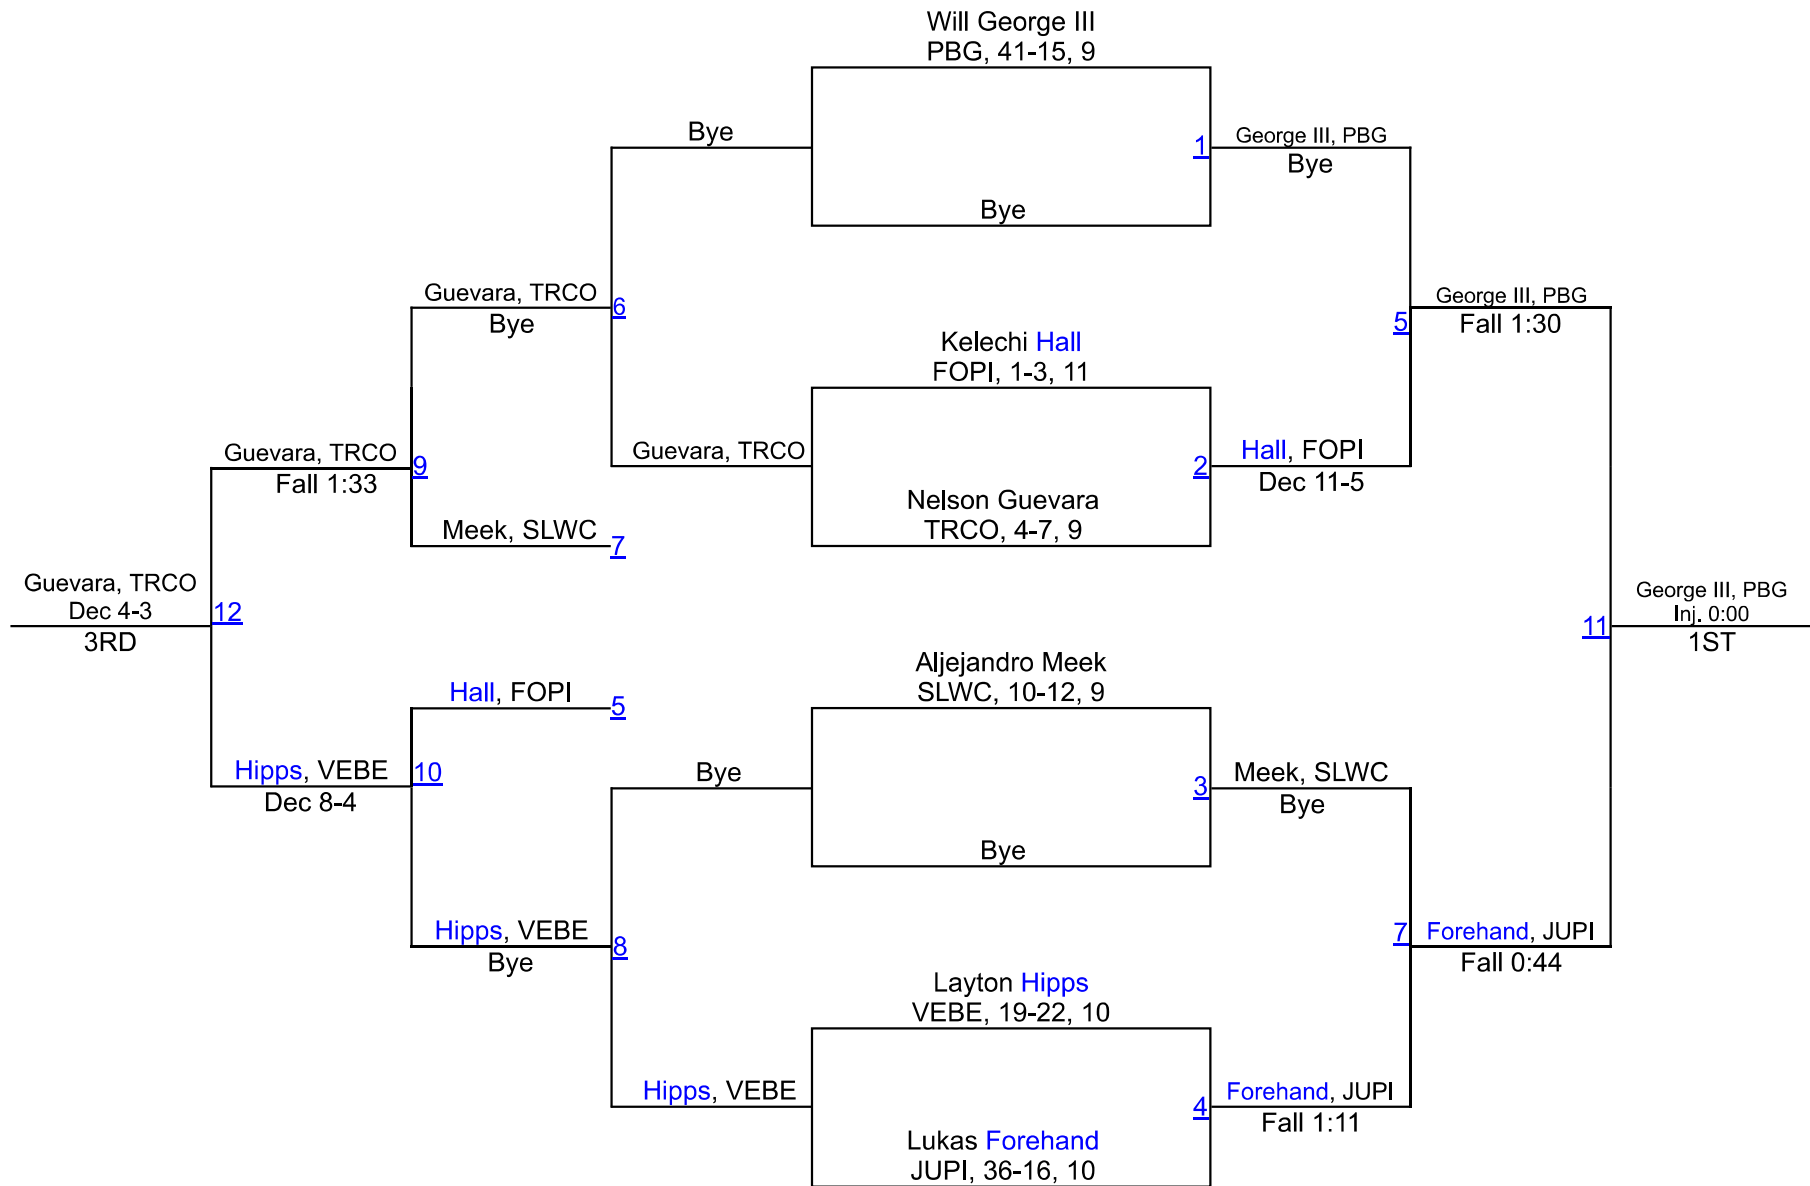 Will George III
PBG, 41-15, 9
Bye
1
George III, PBG
Bye
Bye
Guevara, TRCO
Bye
6
George III, PBG
Fall 1:30
5
Kelechi Hall
FOPI, 1-3, 11
Guevara, TRCO
Fall 1:33
9
Guevara, TRCO
2
Hall, FOPI
Dec 11-5
Nelson Guevara
TRCO, 4-7, 9
Meek, SLWC
7
Guevara, TRCO
Dec 4-3
3RD
12
George III, PBG
Inj. 0:00
1ST
11
Aljejandro Meek
SLWC, 10-12, 9
Hall, FOPI
5
Hipps, VEBE
Dec 8-4
10
Bye
3
Meek, SLWC
Bye
Bye
Hipps, VEBE
Bye
8
7
Forehand, JUPI
Fall 0:44
Layton Hipps
VEBE, 19-22, 10
Hipps, VEBE
4
Forehand, JUPI
Fall 1:11
Lukas Forehand
JUPI, 36-16, 10